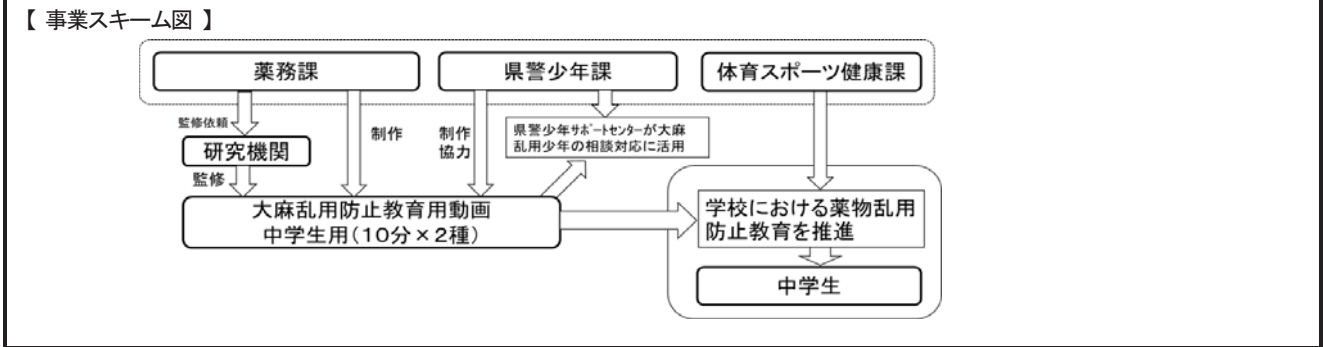 【 事業スキーム図 】
薬務課
県警少年課
体育スポーツ健康課
監修依頼
制作
制作
協力
県警少年ｻﾎﾟｰﾄｾﾝﾀｰが大麻
乱用少年の相談対応に活用
研究機関
監修
大麻乱用防止教育用動画
中学生用（１０分×２種）
学校における薬物乱用
防止教育を推進
中学生